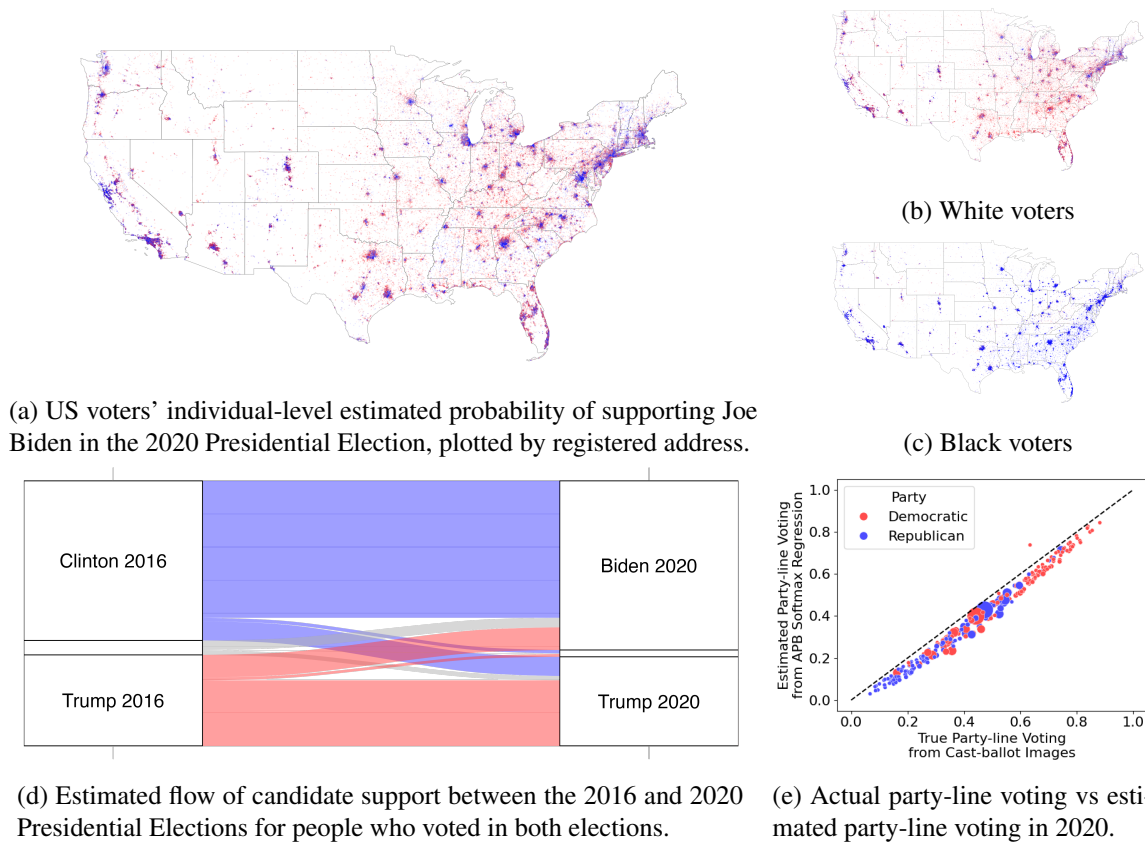 (b) White voters
(a) US voters’ individual-level estimated probability of supporting Joe
Biden in the 2020 Presidential Election, plotted by registered address.
(c) Black voters
Clinton 2016
Trump 2016
Biden 2020
Trump 2020
(d) Estimated flow of candidate support between the 2016 and 2020
Presidential Elections for people who voted in both elections.
Estimated Party-line Voting
from APB Softmax Regression
1.0
0.8
0.6
0.4
0.2
0.0
Party
Democratic
Republican
0.0 0.2 0.4 0.6 0.8 1.0
True Party-line Voting
from Cast-ballot Images
(e) Actual party-line voting vs esti-
mated party-line voting in 2020.